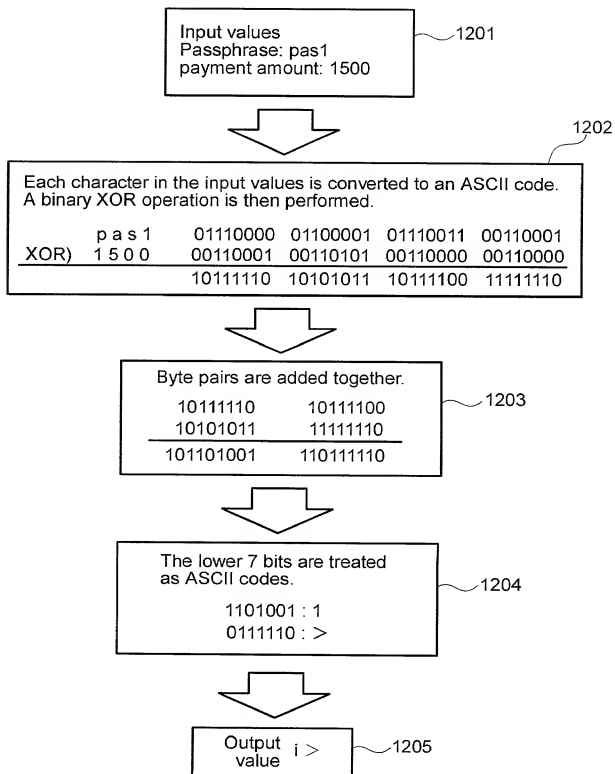 Input values
Passphrase: pas1
payment amount: 1500
1201
1202
Each character in the input values is converted to an ASCII code.
A binary XOR operation is then performed.
p a s 1 01110000 01100001 01110011 00110001
XOR) 1 5 0 0 00110001 00110101 00110000 00110000
10111110 10101011 10111100 11111110
Byte pairs are added together.
10111110 10111100
10101011 11111110
101101001 110111110
1203
The lower 7 bits are treated
as ASCII codes.
1101001 : 1
0111110 : >
1204
Output
value i >
1205